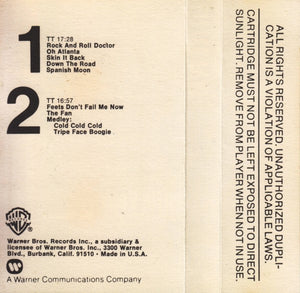 1
TT 17:28
Rock And Roll Doctor
Oh Atlanta
Skin It Back
Down The Road
Spanish Moon
2
TT 16:57
Feets Don't Fail Me Now
The Fan
Medley:
Cold Cold Cold
Tripe Face Boogie
Warner Bros. Records Inc., a subsidiary &
licensee of Warner Bros. Inc., 3300 Warner
Blvd., Burbank, Calif. 91510 · Made in U.S.A.
A Warner Communications Company
ALL RIGHTS RESERVED. UNAUTHORIZED DUPLI-
CATION IS A VIOLATION OF APPLICABLE LAWS.
CARTRIDGE MUST NOT BE LEFT EXPOSED TO DIRECT
SUNLIGHT. REMOVE FROM PLAYER WHEN NOT IN USE.